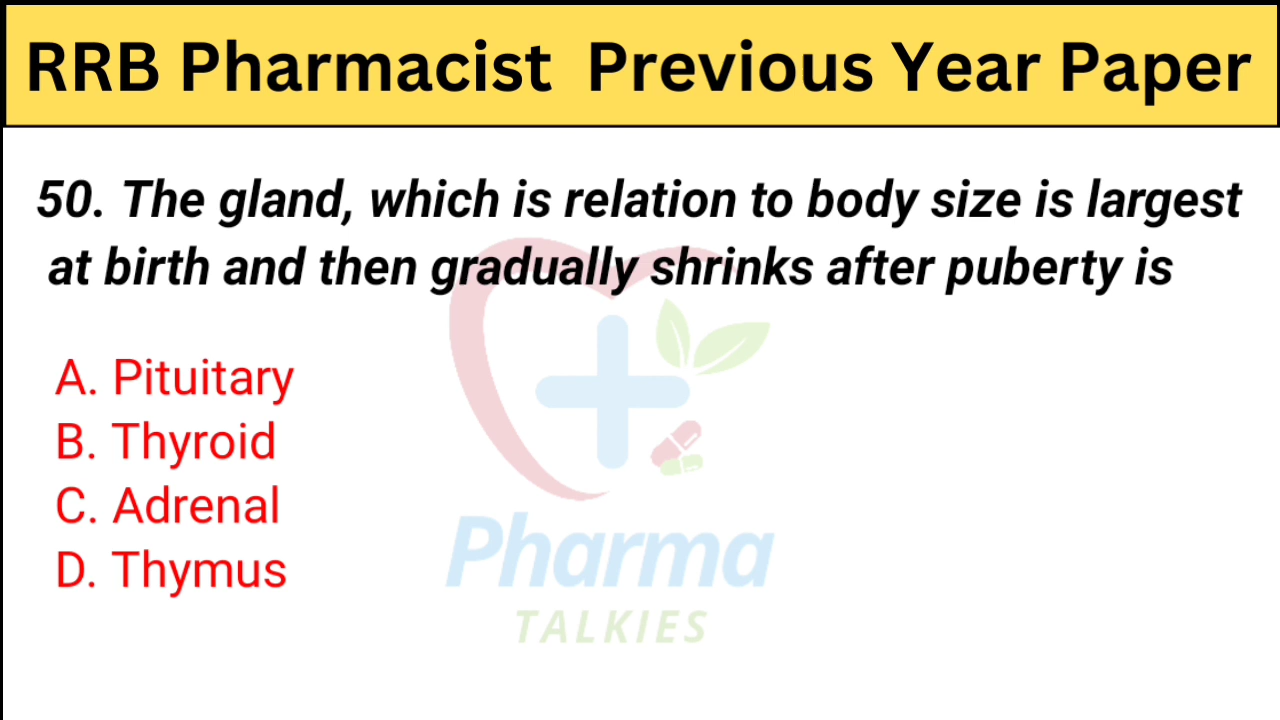 RRB Pharmacist Previous Year Paper
50. The gland, which is relation to body size is largest
at birth and then gradually shrinks after puberty is
A. Pituitary
B. Thyroid
C. Adrenal
D. Thymus
Pharma
TALKIES